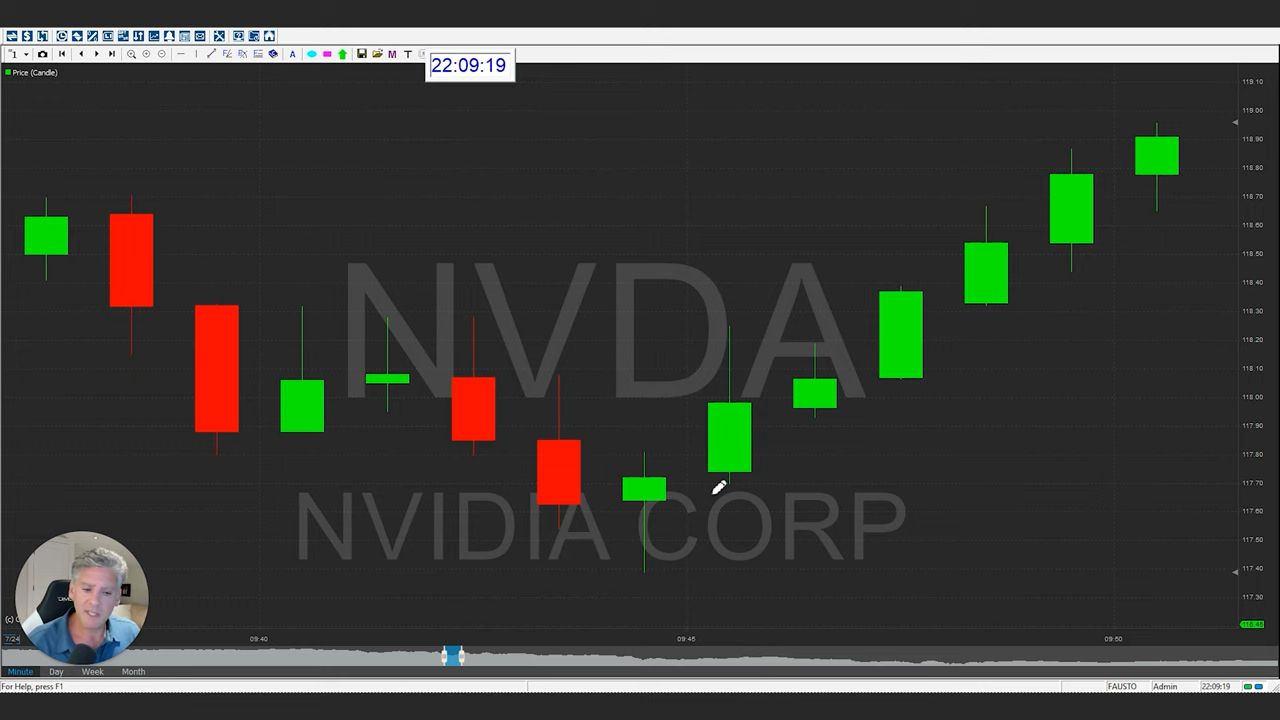 "1
A
M
T
22:09:19
Price (Candle)
119.10
119.00
118.90
118.80
118.70
118.60
118.50
118.40
118.30
118.20
118.10
118.00
117.90
117.80
117.70
117.60
117.50
117.40
117.30
NVDA
NVIDIA CORP
(c)
7/24
09:40
09:45
09:50
Minute
Day
Week
Month
For Help, press F1
FAUSTO
Admin
22:09:19